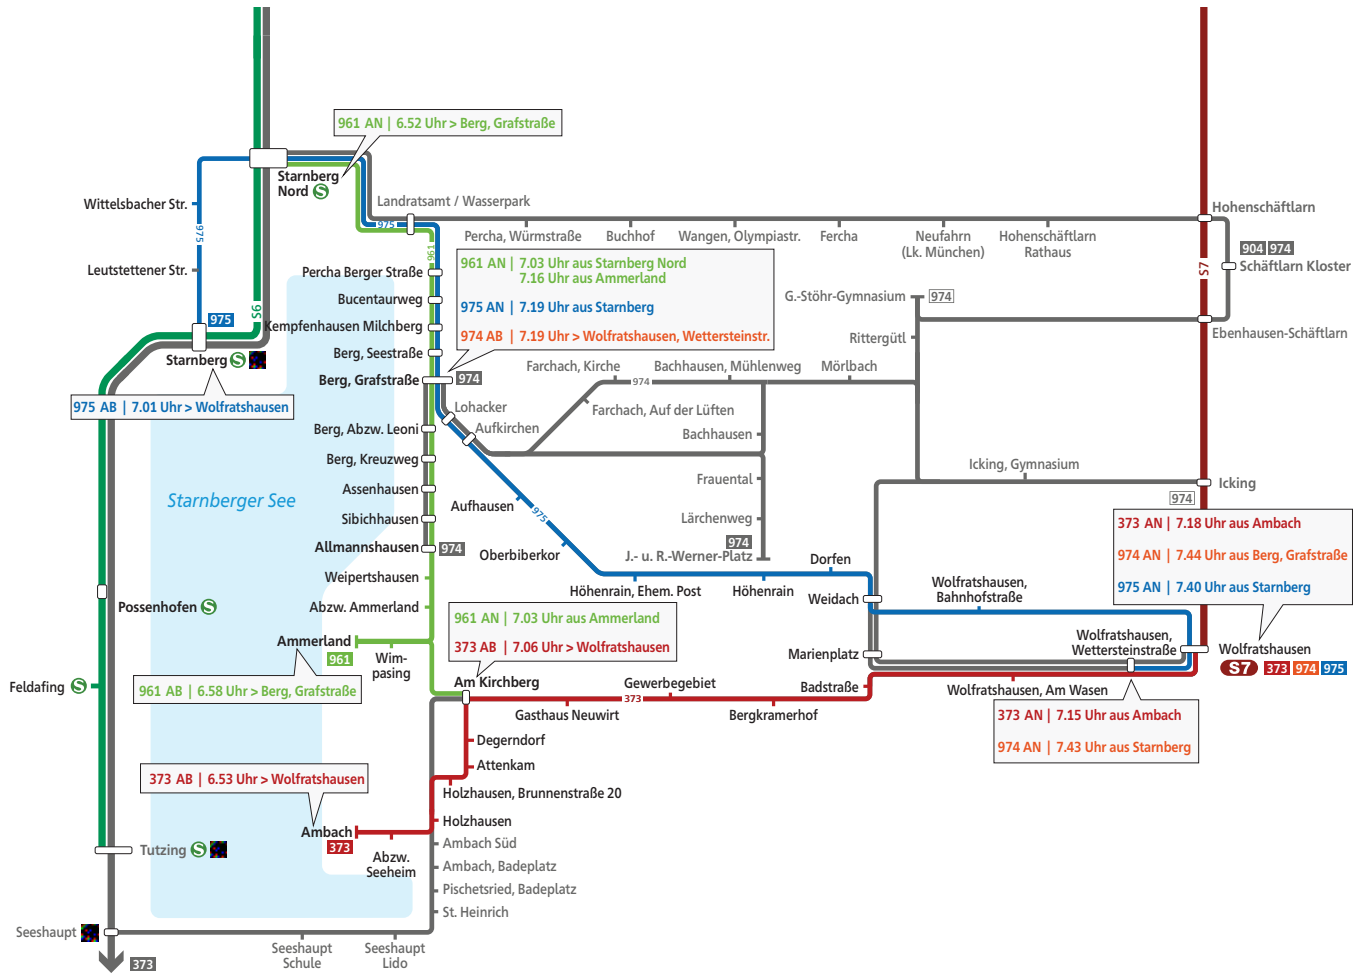 961 AN | 6.52 Uhr > Berg, Grafstraße
Starnberg
Nord S
Landratsamt / Wasserpark
Wittelsbacher Str.
975
Leutstettener Str.
975
S6
Starnberg S
975 AB | 7.01 Uhr > Wolfratshausen
975
961
Percha, Würmstraße
Buchhof
Wangen, Olympiastr.
Fercha
Neufahrn
(Lk. München)
Hohenschäftlarn
Rathaus
Hohenschäftlarn
904 974
Schäftlarn Kloster
S7
Ebenhausen-Schäftlarn
Percha Berger Straße
Bucentaurweg
Kempfenhausen Milchberg
Berg, Seestraße
Berg, Grafstraße
974
961 AN | 7.03 Uhr aus Starnberg Nord
7.16 Uhr aus Ammerland
975 AN | 7.19 Uhr aus Starnberg
974 AB | 7.19 Uhr > Wolfratshausen, Wettersteinstr.
G.-Stöhr-Gymnasium
974
Rittergütl
Farchach, Kirche
Bachhausen, Mühlenweg
Mörlbach
974
Farchach, Auf der Lüften
Bachhausen
Lohacker
Aufkirchen
Berg, Abzw. Leoni
Berg, Kreuzweg
Assenhausen
Sibichhausen
Allmannshausen
974
Weipertshausen
Abzw. Ammerland
Starnberger See
Frauental
Lärchenweg
974
J.- u. R.-Werner-Platz
Icking, Gymnasium
Icking
974
Aufhausen
975
Oberbiberkor
Höhenrain, Ehem. Post
Höhenrain
Dorfen
Weidach
Wolfratshausen,
Bahnhofstraße
373 AN | 7.18 Uhr aus Ambach
974 AN | 7.44 Uhr aus Berg, Grafstraße
975 AN | 7.40 Uhr aus Starnberg
Possenhofen S
Ammerland
961
Wim-
passing
961 AB | 6.58 Uhr > Berg, Grafstraße
961 AN | 7.03 Uhr aus Ammerland
373 AB | 7.06 Uhr > Wolfratshausen
Am Kirchberg
Marienplatz
Wolfratshausen,
Wettersteinstraße
Wolfratshausen
S7 373 974 975
Feldafing S
Gasthaus Neuwirt
Gewerbegebiet
373
Bergkramerhof
Badstraße
Wolfratshausen, Am Wasen
373 AN | 7.15 Uhr aus Ambach
974 AN | 7.43 Uhr aus Starnberg
Degerndorf
Attenkam
Holzhausen, Brunnenstraße 20
373 AB | 6.53 Uhr > Wolfratshausen
Ambach
373
Abzw.
Seeheim
Holzhausen
Ambach Süd
Ambach, Badeplatz
Pischetsried, Badeplatz
St. Heinrich
Tutzing S
Seeshaupt
373
Seeshaupt
Schule
Seeshaupt
Lido